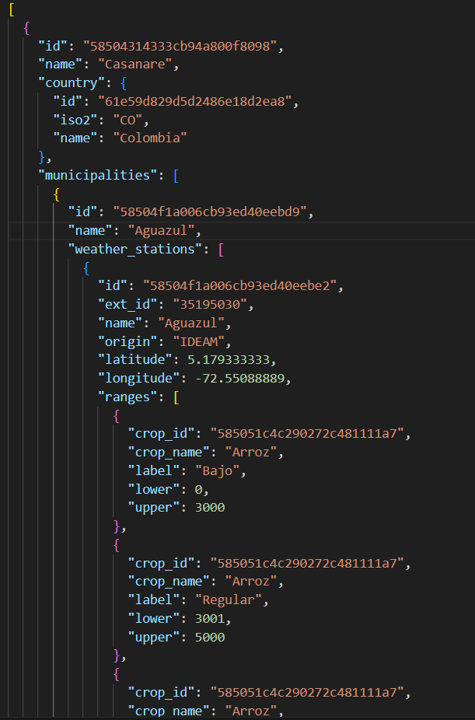 [
  {
    "id": "58504314333cb94a800f8098",
    "name": "Casanare",
    "country": {
      "id": "61e59d829d5d2486e18d2ea8",
      "iso2": "CO",
      "name": "Colombia"
    },
    "municipalities": [
      {
        "id": "58504f1a006cb93ed40eebd9",
        "name": "Aguazul",
        "weather_stations": [
          {
            "id": "58504f1a006cb93ed40eebe2",
            "ext_id": "35195030",
            "name": "Aguazul",
            "origin": "IDEAM",
            "latitude": 5.179333333,
            "longitude": -72.55088889,
            "ranges": [
              {
                "crop_id": "585051c4c290272c481111a7",
                "crop_name": "Arroz",
                "label": "Bajo",
                "lower": 0,
                "upper": 3000
              },
              {
                "crop_id": "585051c4c290272c481111a7",
                "crop_name": "Arroz",
                "label": "Regular",
                "lower": 3001,
                "upper": 5000
              },
              {
                "crop_id": "585051c4c290272c481111a7",
                "crop_name": "Arroz",